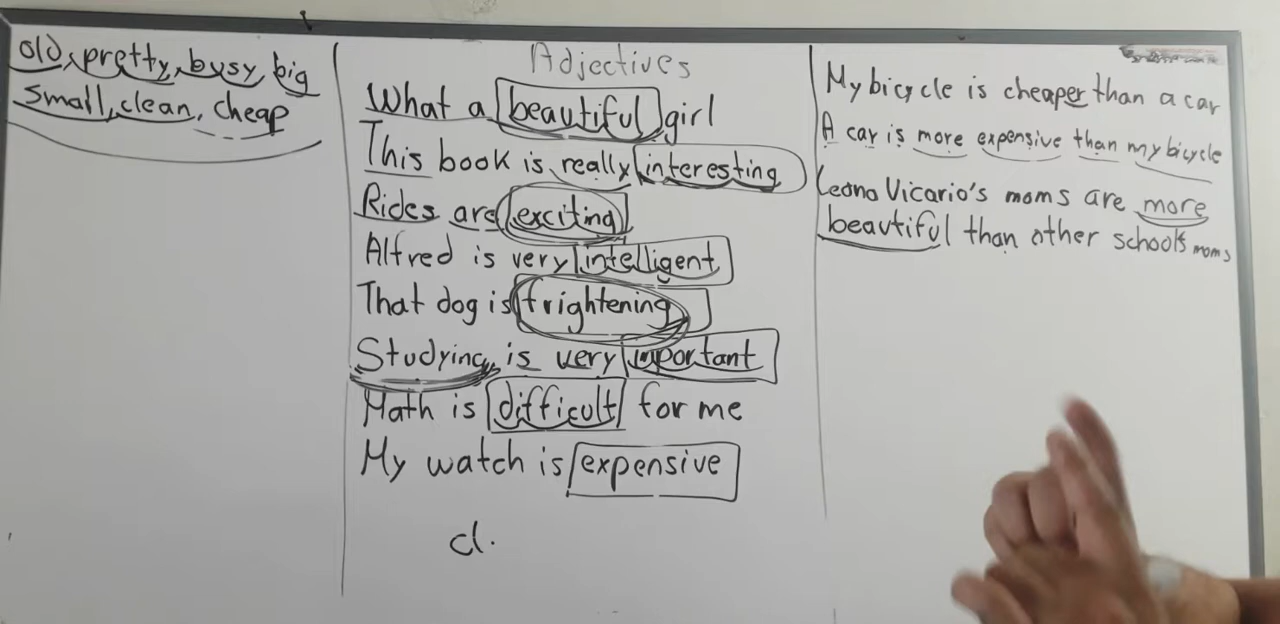 old, pretty, busy, big
small, clean, cheap
Adjectives
What a beautiful girl
This book is really interesting
Rides are exciting
Alfred is very intelligent
That dog is frightening
Studying is very important
Math is difficult for me
My watch is expensive
d.
My bicycle is cheaper than a car
A car is more expensive than my bicycle
Leona Vicario's moms are more
beautiful than other school's moms